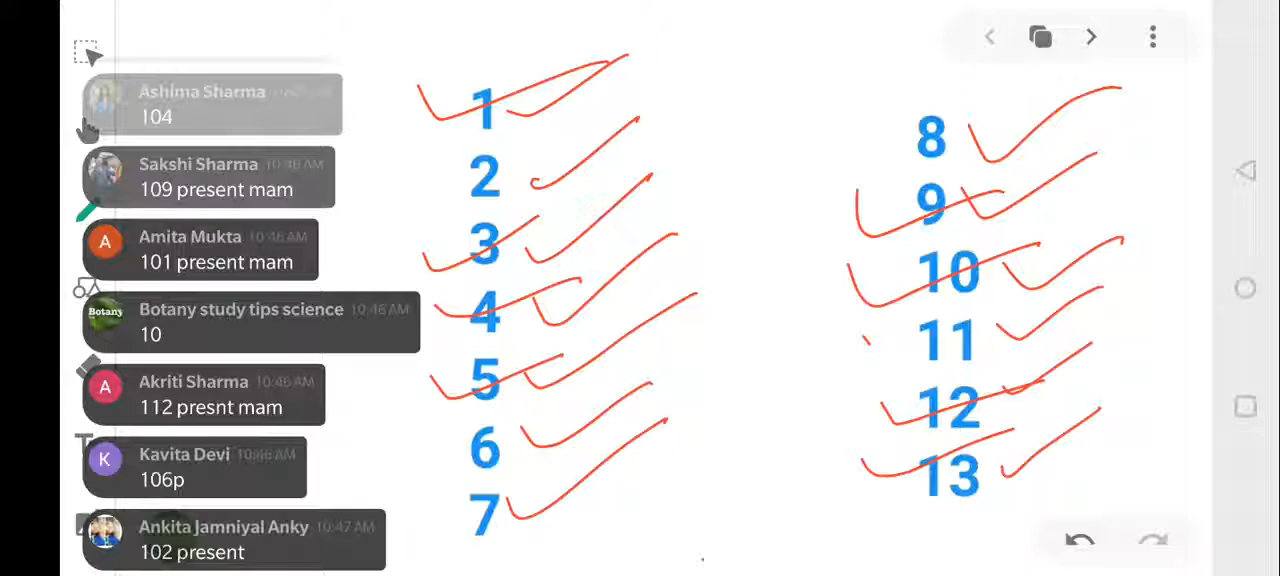 Ashima Sharma
104
Sakshi Sharma 10:46 AM
109 present mam
Amita Mukta 10:46 AM
101 present mam
Botany
Botany study tips science 10:46 AM
10
A
Akriti Sharma 10:46 AM
112 presnt mam
K
Kavita Devi 10:46 AM
106p
Ankita Jamniyal Anky 10:47 AM
102 present
A
T
1
2
3
4
5
6
7
8
9
10
11
12
13